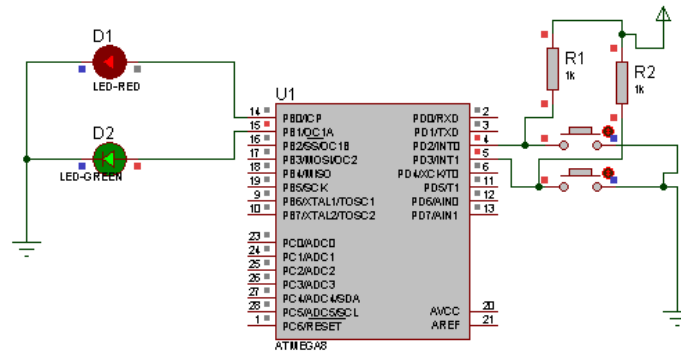 D1
LED-RED
D2
LED-GREEN
U1
14 PB0/ICP PD0/RXD 2
15 PB1/OC1A PD1/TXD 3
16 PB2/SS/OC1B PD2/INT0 4
17 PB3/MOSI/OC2 PD3/INT1 5
18 PB4/MISO PD4/XCK/T0 6
19 PB5/SCK PD5/T1 11
9 PB6/XTAL1/TOSC1 PD6/AIN0 12
10 PB7/XTAL2/TOSC2 PD7/AIN1 13
23 PC0/ADC0
24 PC1/ADC1
25 PC2/ADC2
26 PC3/ADC3
27 PC4/ADC4/SDA
28 PC5/ADC5/SCL AVCC 20
1 PC6/RESET AREF 21
ATMEGA8
R1
1k
R2
1k